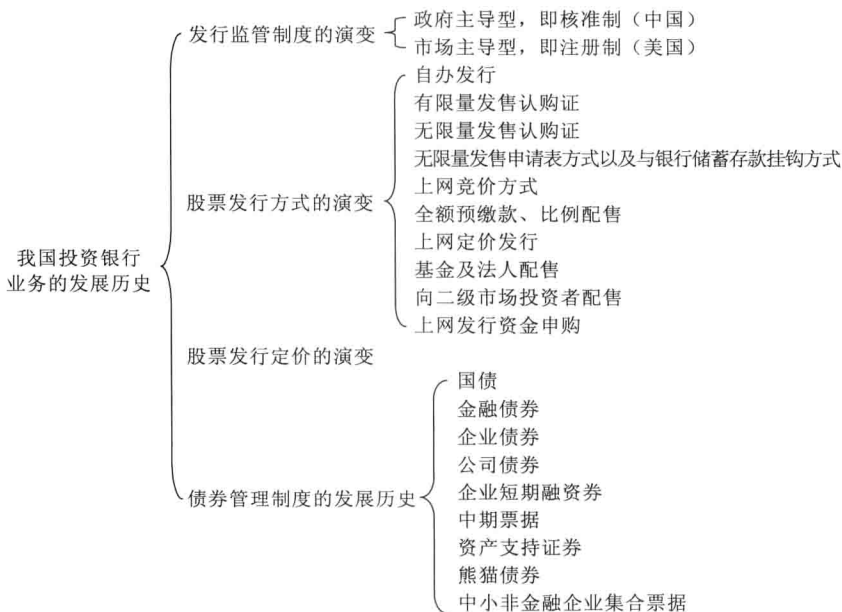 我国投资银行
业务的发展历史
发行监管制度的演变
政府主导型，即核准制（中国）
市场主导型，即注册制（美国）
股票发行方式的演变
自办发行
有限量发售认购证
无限量发售认购证
无限量发售申请表方式以及与银行储蓄存款挂钩方式
上网竞价方式
全额预缴款、比例配售
上网定价发行
基金及法人配售
向二级市场投资者配售
上网发行资金申购
股票发行定价的演变
债券管理制度的发展历史
国债
金融债券
企业债券
公司债券
企业短期融资券
中期票据
资产支持证券
熊猫债券
中小非金融企业集合票据